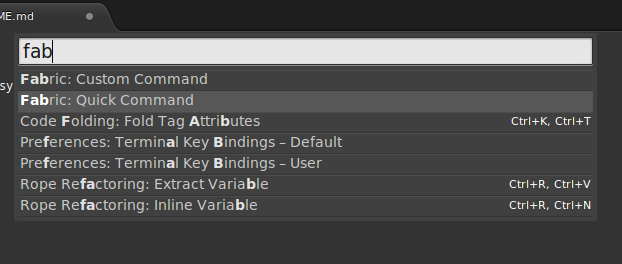 ME.md
fab
sy
Fabric: Custom Command
Fabric: Quick Command
Code Folding: Fold Tag Attributes Ctrl+K, Ctrl+T
Preferences: Terminal Key Bindings – Default
Preferences: Terminal Key Bindings – User
Rope Refactoring: Extract Variable Ctrl+R, Ctrl+V
Rope Refactoring: Inline Variable Ctrl+R, Ctrl+N